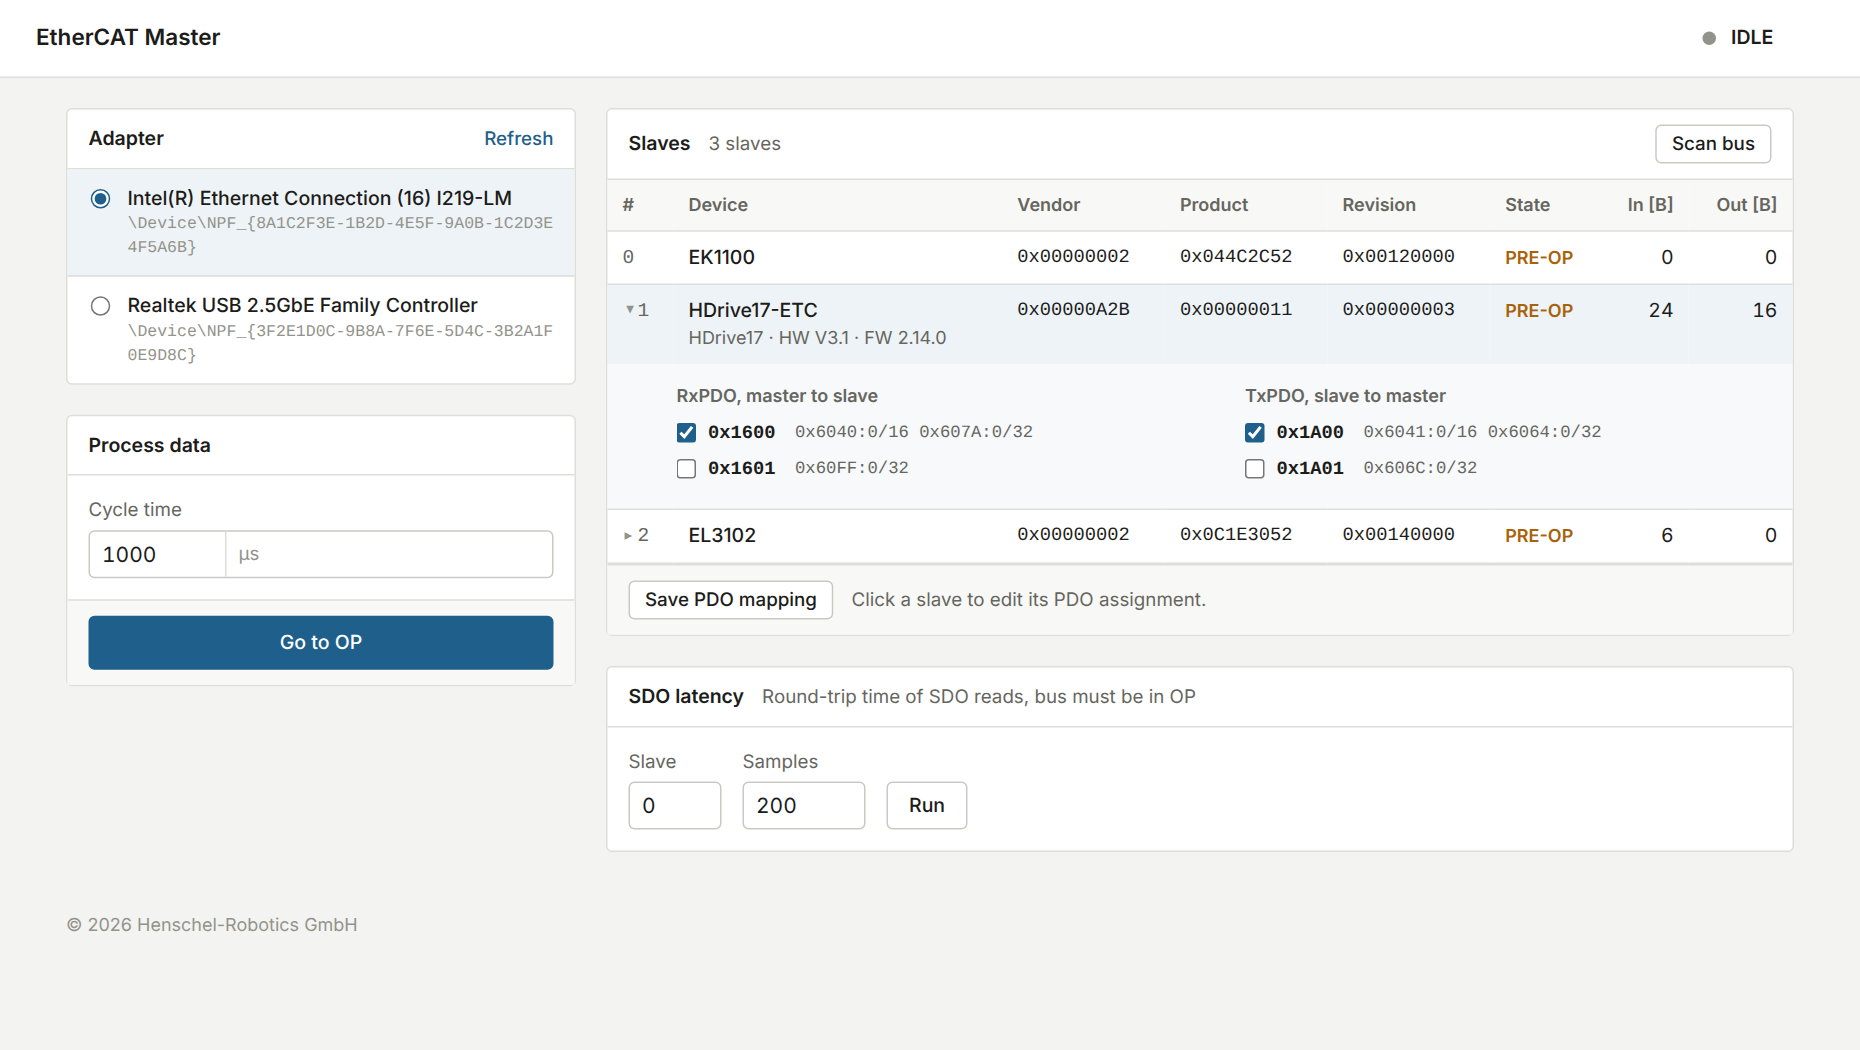 EtherCAT Master
IDLE
Adapter
Refresh
Intel(R) Ethernet Connection (16) I219-LM
\Device\NPF_{8A1C2F3E-1B2D-4E5F-9A0B-1C2D3E
4F5A6B}
Realtek USB 2.5GbE Family Controller
\Device\NPF_{3F2E1D0C-9B8A-7F6E-5D4C-3B2A1F
0E9D8C}
Process data
Cycle time
1000 µs
Go to OP
Slaves 3 slaves
Scan bus
# Device Vendor Product Revision State In [B] Out [B]
0 EK1100 0x00000002 0x044C2C52 0x00120000 PRE-OP 0 0
1 HDrive17-ETC 0x00000A2B 0x00000011 0x00000003 PRE-OP 24 16
HDrive17 · HW V3.1 · FW 2.14.0
RxPDO, master to slave TxPDO, slave to master
0x1600 0x6040:0/16 0x607A:0/32 0x1A00 0x6041:0/16 0x6064:0/32
0x1601 0x60FF:0/32 0x1A01 0x606C:0/32
2 EL3102 0x00000002 0x0C1E3052 0x00140000 PRE-OP 6 0
Save PDO mapping Click a slave to edit its PDO assignment.
SDO latency Round-trip time of SDO reads, bus must be in OP
Slave Samples
0 200 Run
© 2026 Henschel-Robotics GmbH